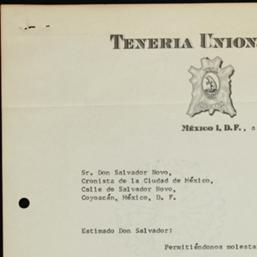 TENERIA UNION
MÉXICO 1, D.F., a
Sr. Don Salvador Novo,
Cronista de la Ciudad de México,
Calle de Salvador Novo,
Coyoacán, México, D. F.
Estimado Don Salvador:
Permitiéndonos molesta